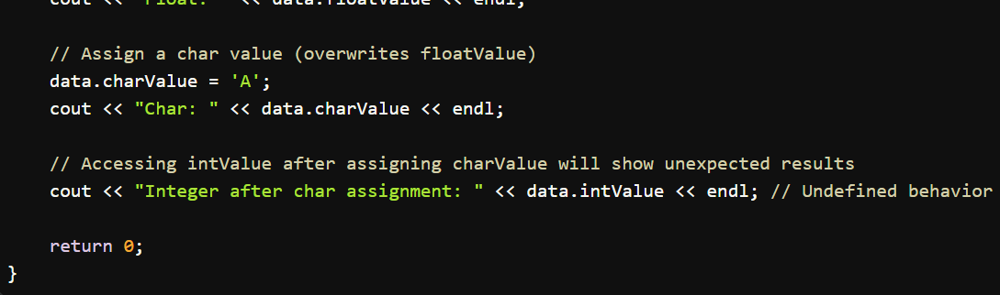 cout << "Float: " << data.floatValue << endl;
// Assign a char value (overwrites floatValue)
data.charValue = 'A';
cout << "Char: " << data.charValue << endl;
// Accessing intValue after assigning charValue will show unexpected results
cout << "Integer after char assignment: " << data.intValue << endl; // Undefined behavior
return 0;
}